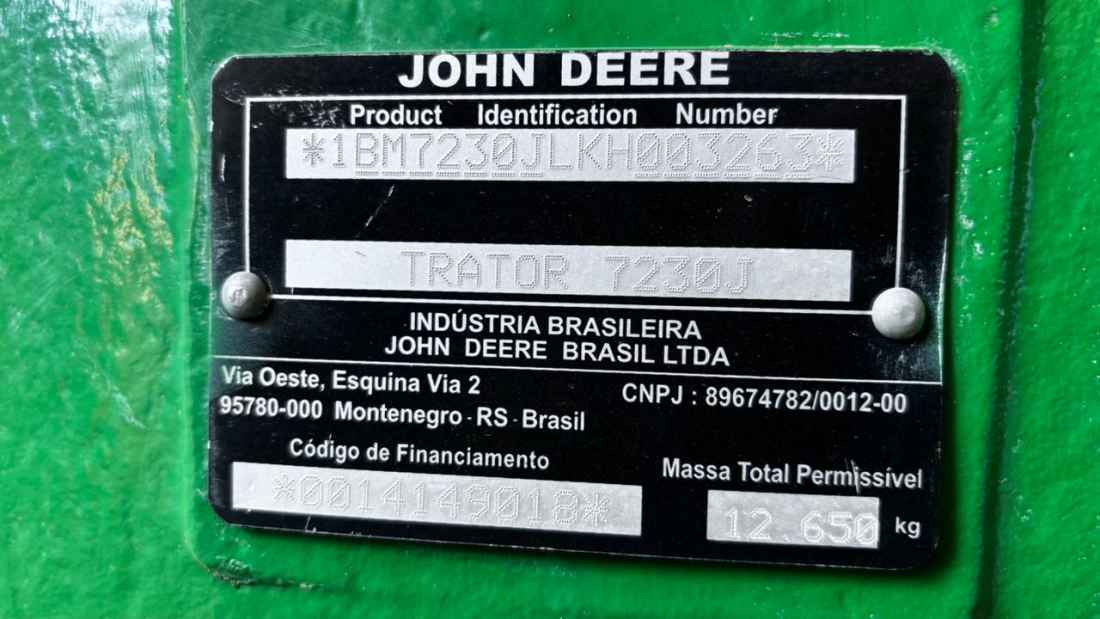 JOHN DEERE
Product Identification Number
*1BM7230JLKH003263*
TRATOR 7230J
INDÚSTRIA BRASILEIRA
JOHN DEERE BRASIL LTDA
Via Oeste, Esquina Via 2
CNPJ : 89674782/0012-00
95780-000 Montenegro - RS - Brasil
Código de Financiamento
*0014149018*
Massa Total Permissível
12.650 kg